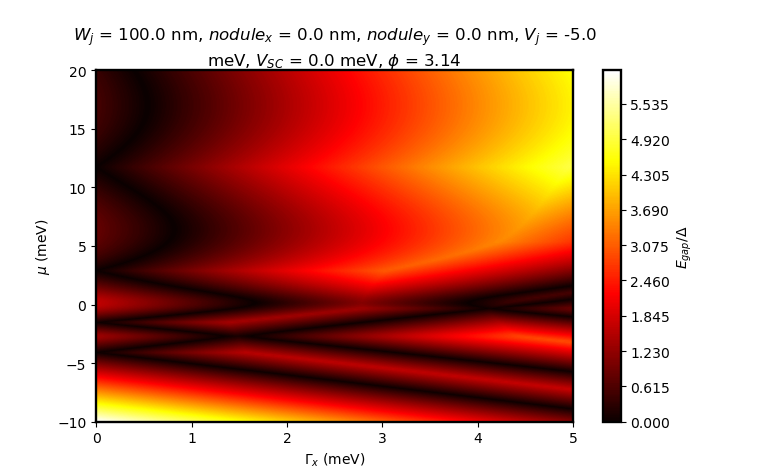 W_j = 100.0 nm, nodule_x = 0.0 nm, nodule_y = 0.0 nm, V_j = -5.0
meV, V_SC = 0.0 meV, ϕ = 3.14
20
15
10
5
0
−5
−10
μ (meV)
0 1 2 3 4 5
Γ_x (meV)
5.535
4.920
4.305
3.690
3.075
2.460
1.845
1.230
0.615
0.000
E_gap/Δ